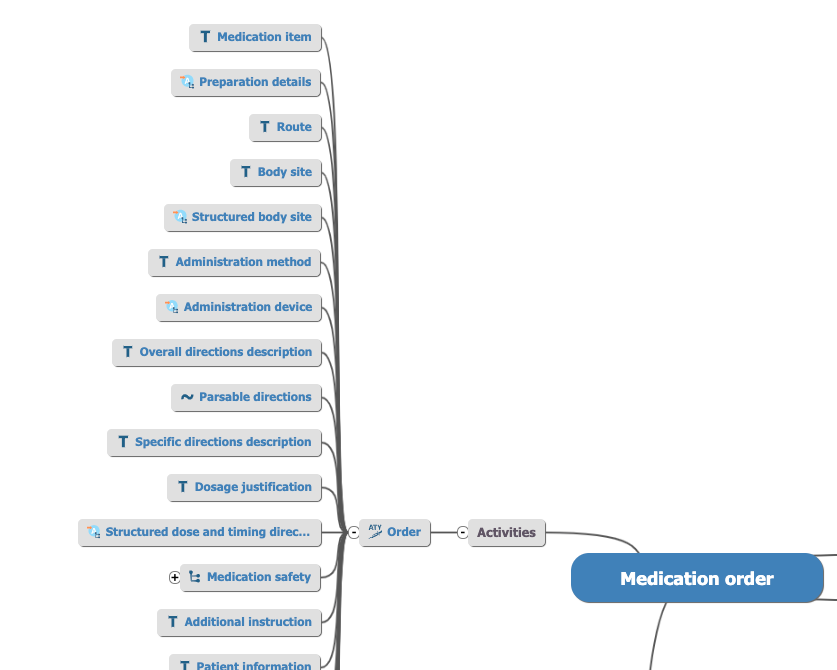 Medication item
Preparation details
Route
Body site
Structured body site
Administration method
Administration device
Overall directions description
Parsable directions
Specific directions description
Dosage justification
Structured dose and timing direc...
ATY
Order
Activities
Medication order
Medication safety
Additional instruction
Patient information